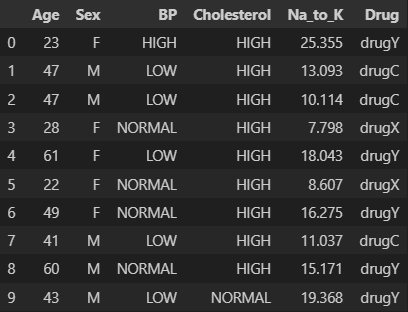 Age Sex BP Cholesterol Na_to_K Drug
0 23 F HIGH HIGH 25.355 drugY
1 47 M LOW HIGH 13.093 drugC
2 47 M LOW HIGH 10.114 drugC
3 28 F NORMAL HIGH 7.798 drugX
4 61 F LOW HIGH 18.043 drugY
5 22 F NORMAL HIGH 8.607 drugX
6 49 F NORMAL HIGH 16.275 drugY
7 41 M LOW HIGH 11.037 drugC
8 60 M NORMAL HIGH 15.171 drugY
9 43 M LOW NORMAL 19.368 drugY